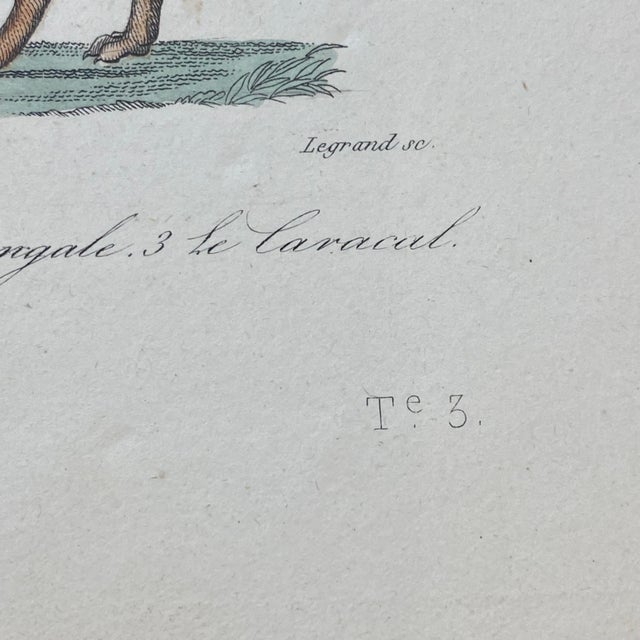 Legrand sc.
ngale. 3 Le Caracal.
Te. 3.